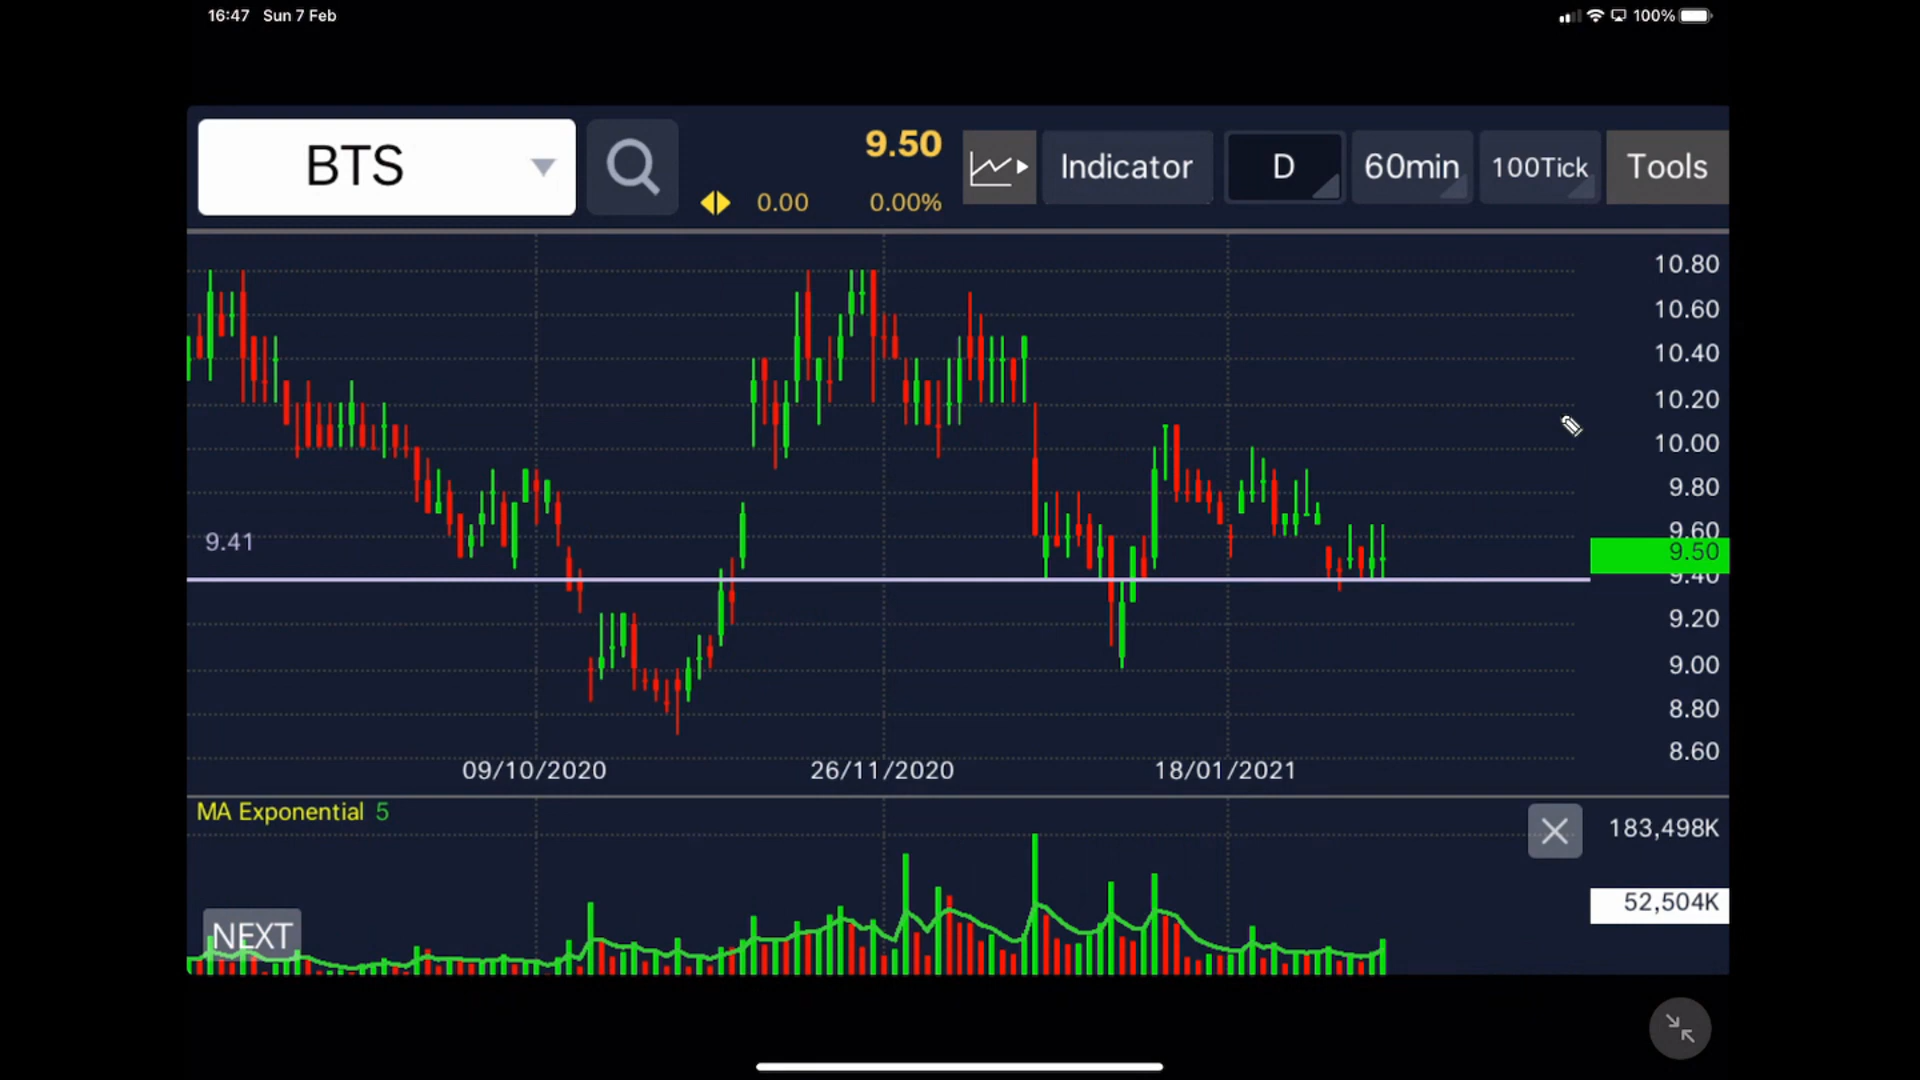 16:47 Sun 7 Feb 100%
BTS 9.50 Indicator D 60min 100Tick Tools
0.00 0.00%
10.80
10.60
10.40
10.20
10.00
9.80
9.60
9.41
9.50
9.40
9.20
9.00
8.80
8.60
09/10/2020 26/11/2020 18/01/2021
MA Exponential 5
183,498K
52,504K
NEXT